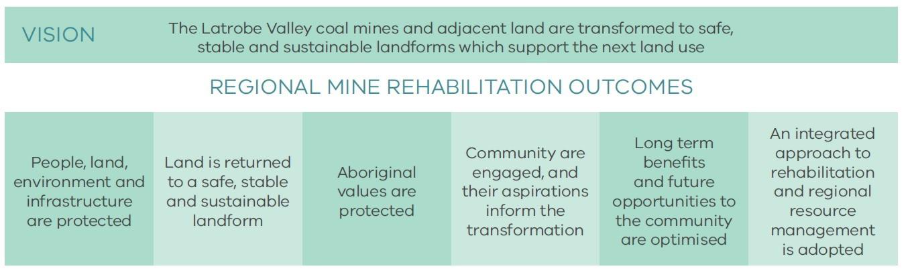 VISION
The Latrobe Valley coal mines and adjacent land are transformed to safe,
stable and sustainable landforms which support the next land use
REGIONAL MINE REHABILITATION OUTCOMES
People, land,
environment and
infrastructure
are protected
Land is returned
to a safe, stable
and sustainable
landform
Aboriginal
values are
protected
Community are
engaged, and
their aspirations
inform the
transformation
Long term
benefits
and future
opportunities to
the community
are optimised
An integrated
approach to
rehabilitation
and regional
resource
management
is adopted